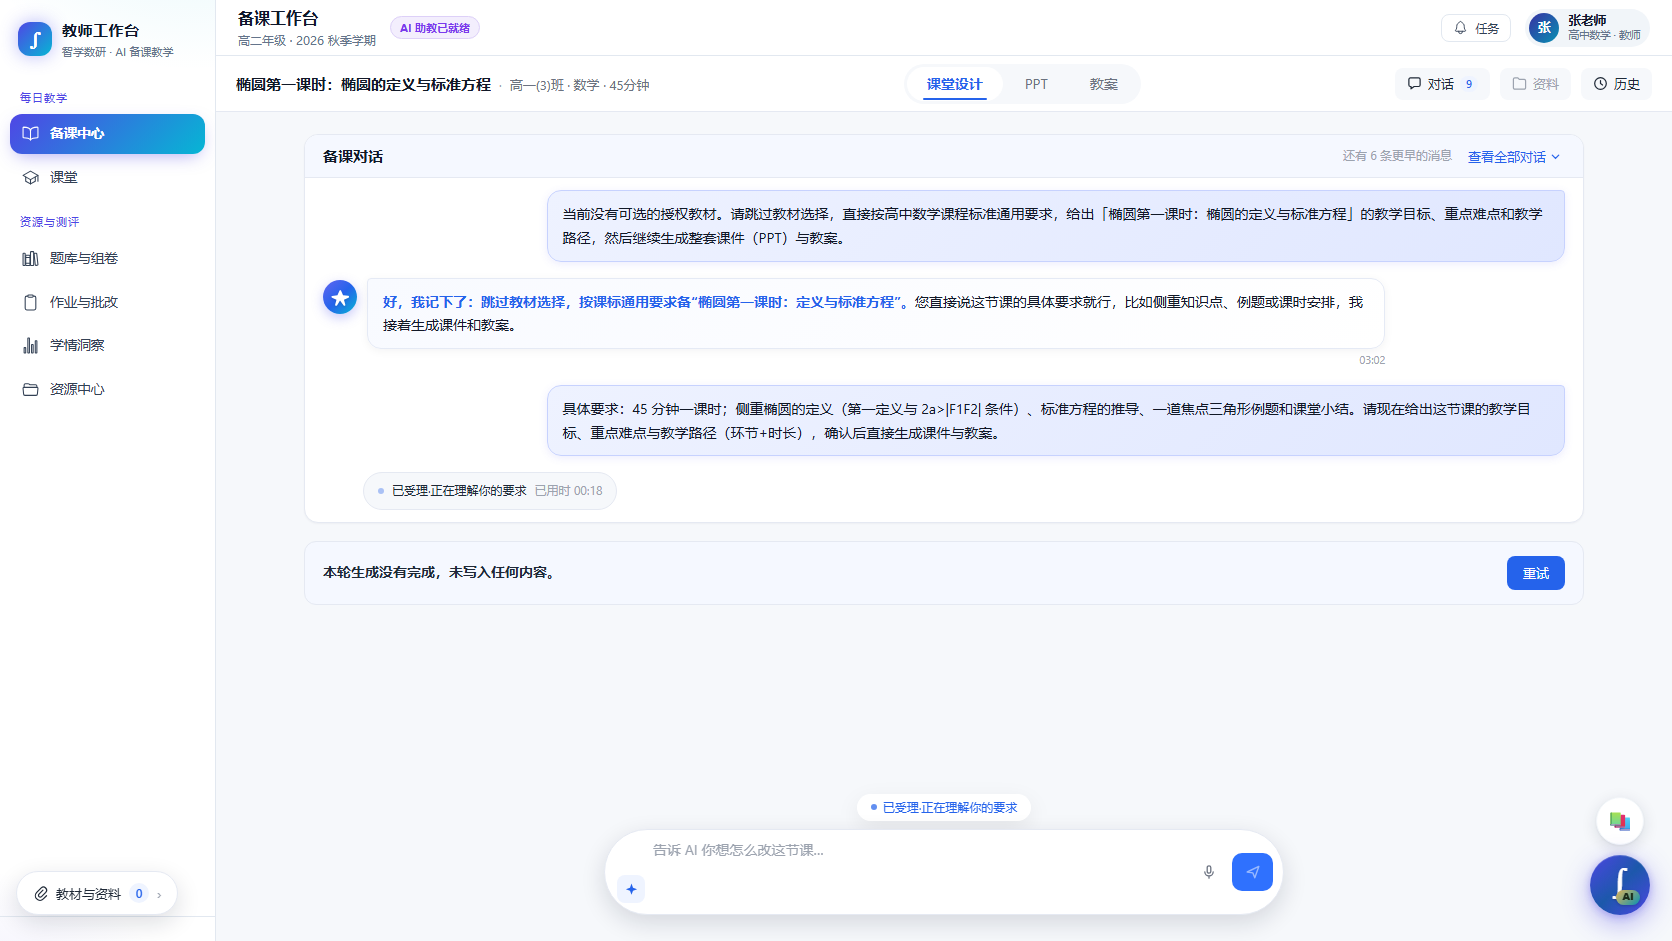 教师工作台
智学数研 · AI 备课教学
每日教学
备课中心
课堂
资源与测评
题库与组卷
作业与批改
学情洞察
资源中心
教材与资料 0 ›
备课工作台
高二年级 · 2026 秋季学期
AI 助教已就绪
任务
张
张老师
高中数学 · 教师
椭圆第一课时：椭圆的定义与标准方程 · 高一(3)班 · 数学 · 45分钟
课堂设计
PPT
教案
对话 9
资料
历史
备课对话
还有 6 条更早的消息
查看全部对话
当前没有可选的授权教材。请跳过教材选择，直接按高中数学课程标准通用要求，给出「椭圆第一课时：椭圆的定义与标准方程」的教学目标、重点难点和教学
路径，然后继续生成整套课件（PPT）与教案。
好，我记下了：跳过教材选择，按课标通用要求备“椭圆第一课时：定义与标准方程”。您直接说这节课的具体要求就行，比如侧重知识点、例题或课时安排，我
接着生成课件和教案。
03:02
具体要求：45 分钟一课时；侧重椭圆的定义（第一定义与 2a>|F1F2| 条件）、标准方程的推导、一道焦点三角形例题和课堂小结。请现在给出这节课的教学目
标、重点难点与教学路径（环节+时长），确认后直接生成课件与教案。
已受理·正在理解你的要求 已用时 00:18
本轮生成没有完成，未写入任何内容。
重试
已受理·正在理解你的要求
告诉 AI 你想怎么改这节课...
AI